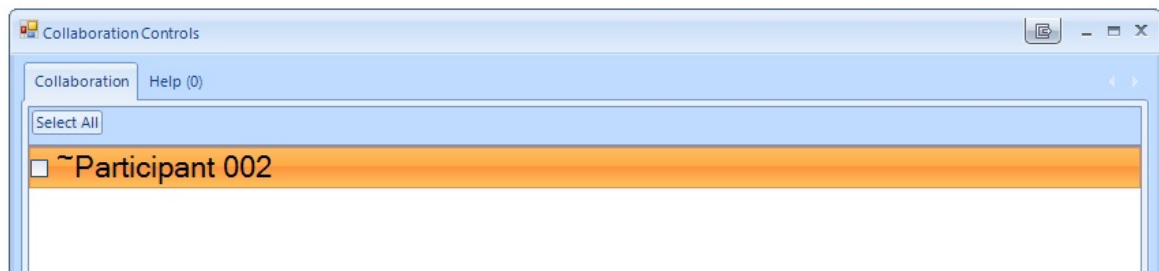 Collaboration Controls
Collaboration Help (0)
Select All
~Participant 002